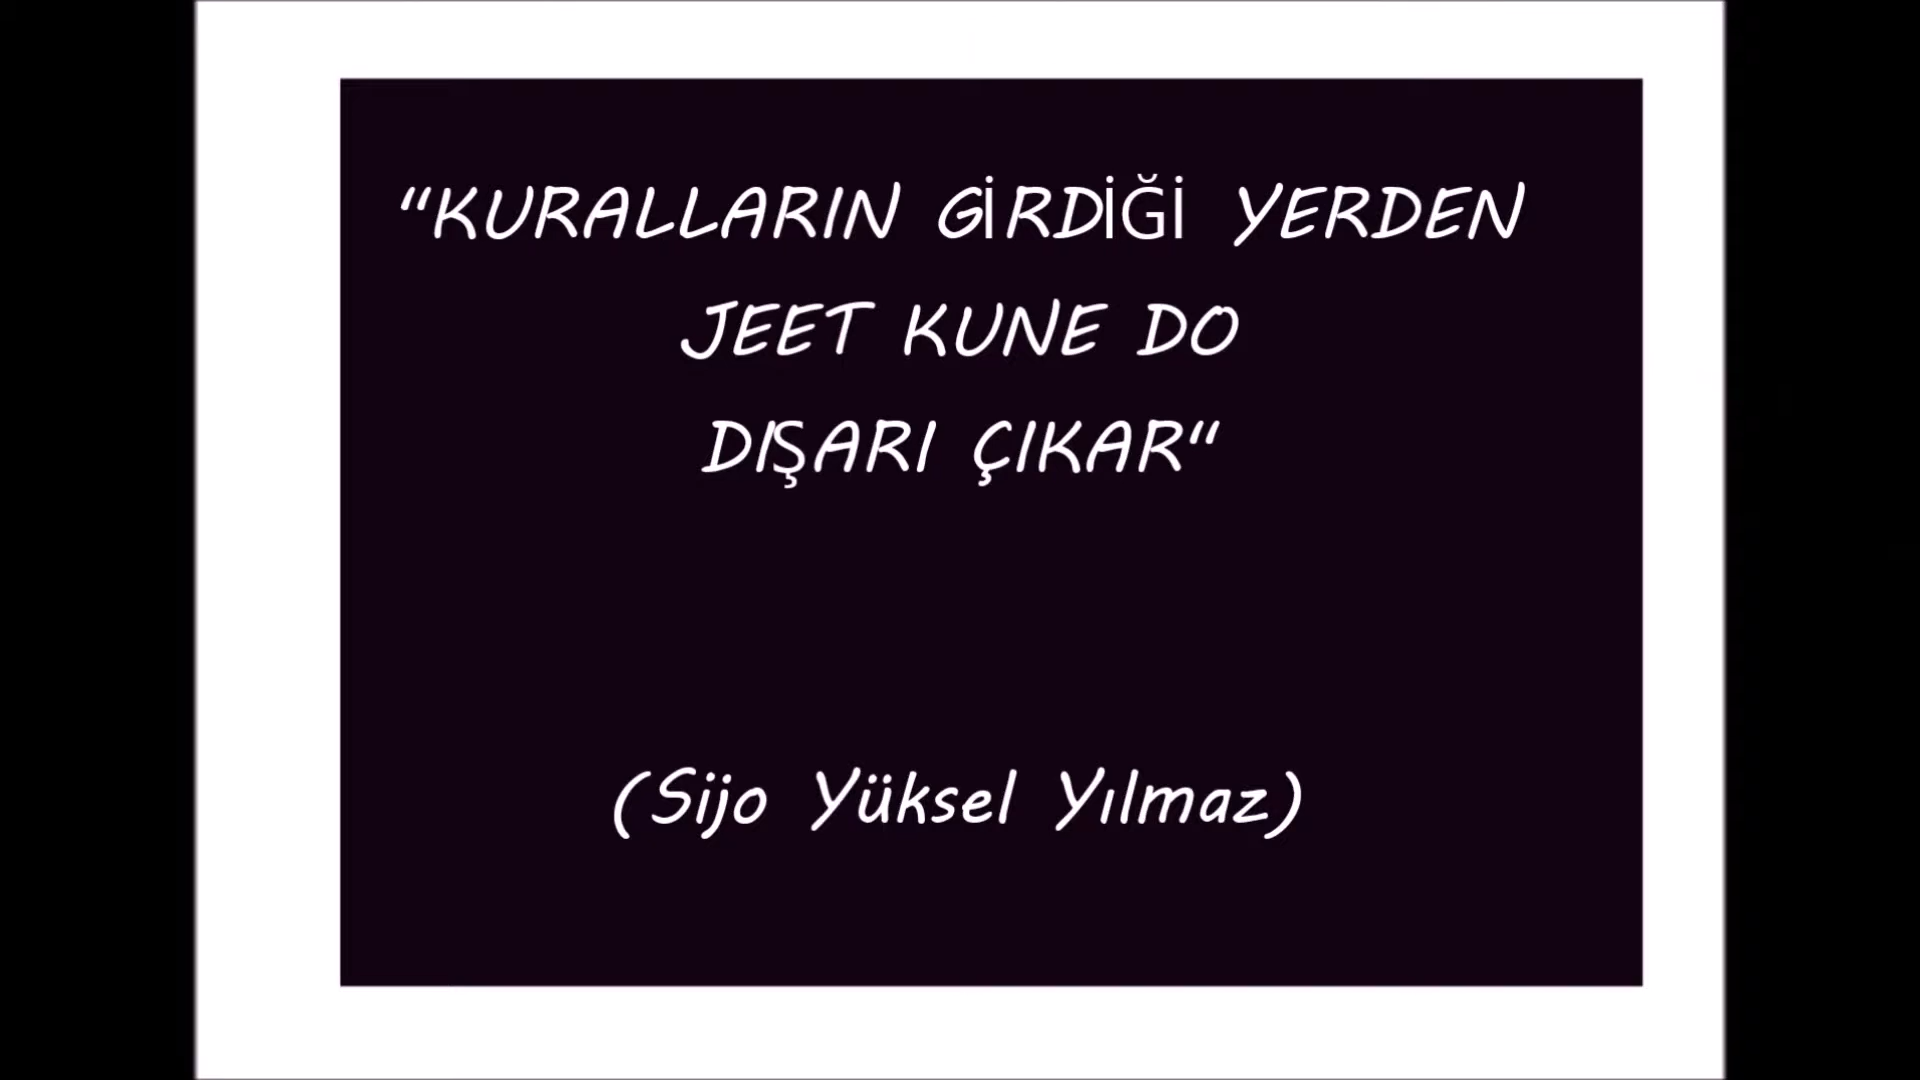 “KURALLARIN GİRDİĞİ YERDEN
JEET KUNE DO
DIŞARI ÇIKAR“
(Sijo Yüksel Yılmaz)